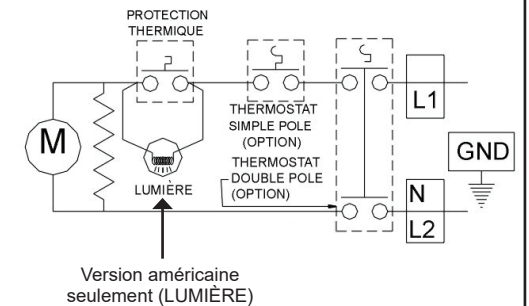 PROTECTION
THERMIQUE
M
LUMIÈRE
THERMOSTAT
SIMPLE POLE
(OPTION)
THERMOSTAT
DOUBLE POLE
(OPTION)
L1
GND
N
L2
Version américaine
seulement (LUMIÈRE)